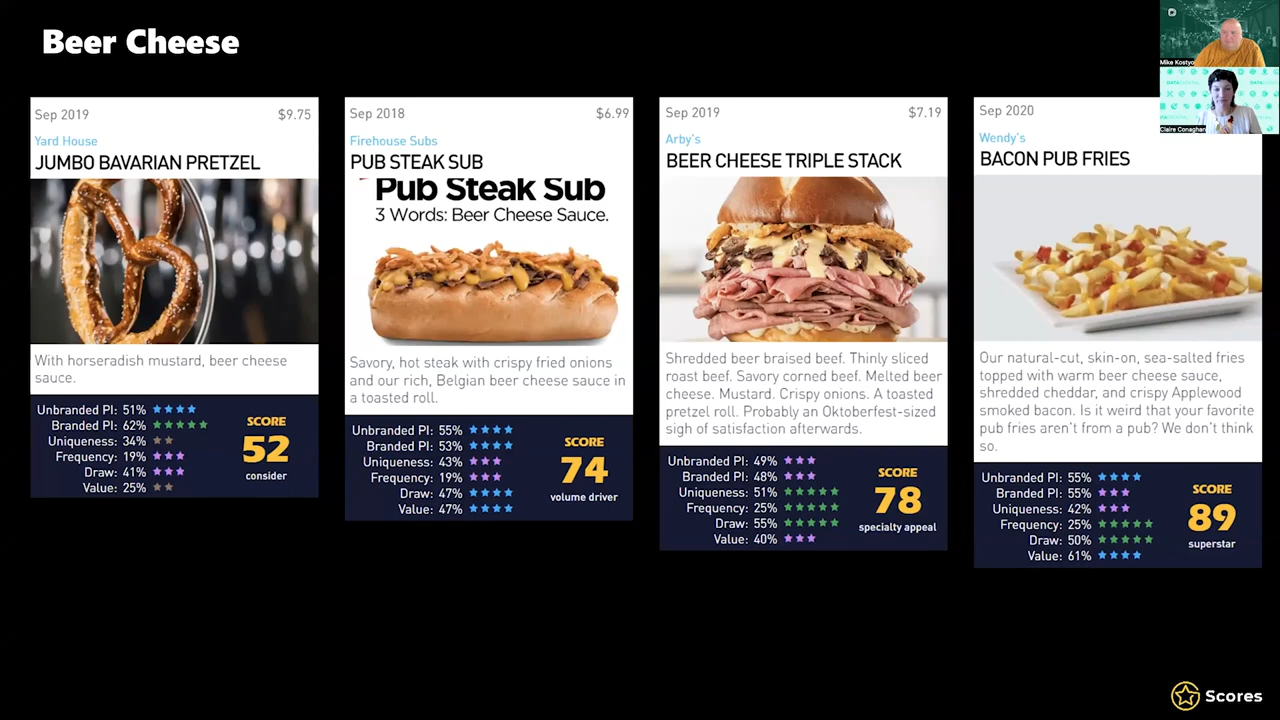 Beer Cheese
Mike Kostyo
Claire Conaghan
Sep 2019 $9.75
Yard House
JUMBO BAVARIAN PRETZEL
With horseradish mustard, beer cheese
sauce.
Unbranded PI: 51%
Branded PI: 62%
Uniqueness: 34%
Frequency: 19%
Draw: 41%
Value: 25%
SCORE
52
consider
Sep 2018 $6.99
Firehouse Subs
PUB STEAK SUB
Pub Steak Sub
3 Words: Beer Cheese Sauce.
Savory, hot steak with crispy fried onions
and our rich, Belgian beer cheese sauce in
a toasted roll.
Unbranded PI: 55%
Branded PI: 53%
Uniqueness: 43%
Frequency: 19%
Draw: 47%
Value: 47%
SCORE
74
volume driver
Sep 2019 $7.19
Arby's
BEER CHEESE TRIPLE STACK
Shredded beer braised beef. Thinly sliced
roast beef. Savory corned beef. Melted beer
cheese. Mustard. Crispy onions. A toasted
pretzel roll. Probably an Oktoberfest-sized
sigh of satisfaction afterwards.
Unbranded PI: 49%
Branded PI: 48%
Uniqueness: 51%
Frequency: 25%
Draw: 55%
Value: 40%
SCORE
78
specialty appeal
Sep 2020
Wendy's
BACON PUB FRIES
Our natural-cut, skin-on, sea-salted fries
topped with warm beer cheese sauce,
shredded cheddar, and crispy Applewood
smoked bacon. Is it weird that your favorite
pub fries aren't from a pub? We don't think
so.
Unbranded PI: 55%
Branded PI: 55%
Uniqueness: 42%
Frequency: 25%
Draw: 50%
Value: 61%
SCORE
89
superstar
Scores